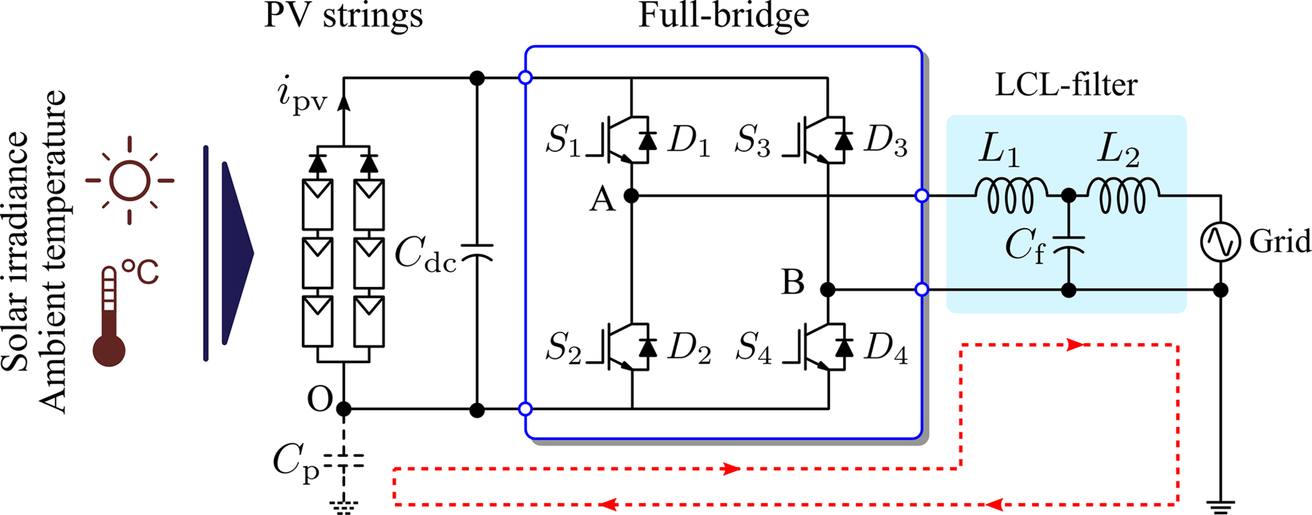 PV strings
Full-bridge
LCL-filter
Solar irradiance
Ambient temperature
°C
i_pv
C_dc
S_1
D_1
S_3
D_3
A
L_1
L_2
C_f
Grid
B
S_2
D_2
S_4
D_4
O
C_p